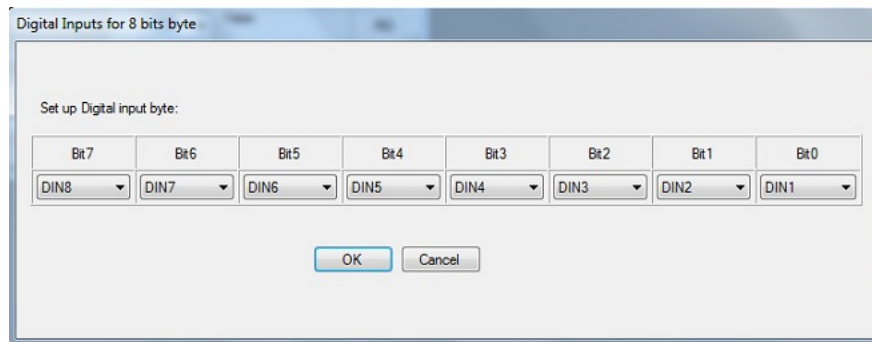 Digital Inputs for 8 bits byte
Set up Digital input byte:
Bit7 Bit6 Bit5 Bit4 Bit3 Bit2 Bit1 Bit0
DIN8 DIN7 DIN6 DIN5 DIN4 DIN3 DIN2 DIN1
OK Cancel